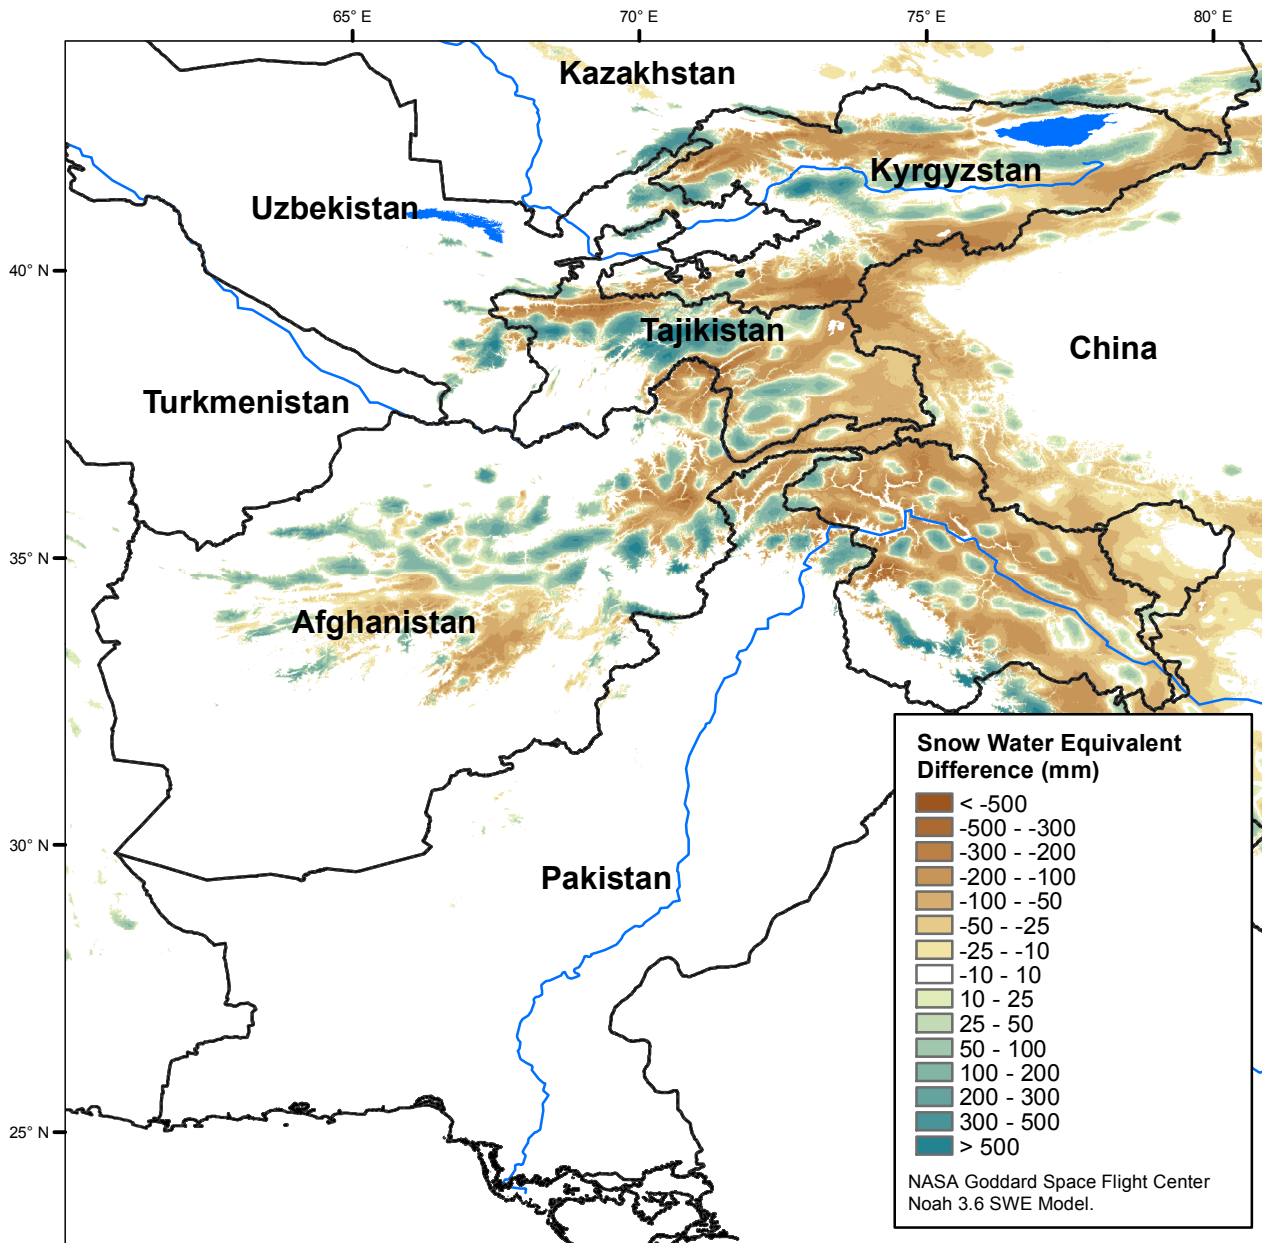 65° E
70° E
75° E
80° E
Kazakhstan
Kyrgyzstan
Uzbekistan
40° N
Tajikistan
China
Turkmenistan
35° N
Afghanistan
30° N
Pakistan
25° N
Snow Water Equivalent
Difference (mm)
< -500
-500 - -300
-300 - -200
-200 - -100
-100 - -50
-50 - -25
-25 - -10
-10 - 10
10 - 25
25 - 50
50 - 100
100 - 200
200 - 300
300 - 500
> 500
NASA Goddard Space Flight Center
Noah 3.6 SWE Model.